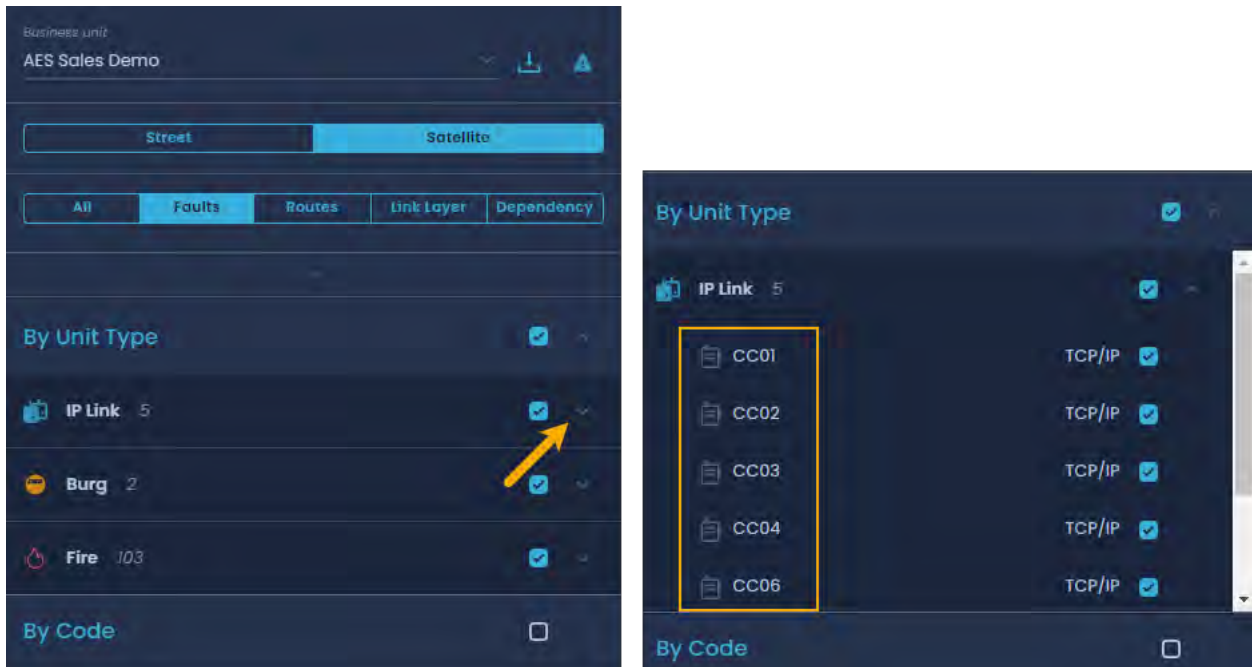 Business unit
AES Sales Demo
Street Satellite
All Faults Routes Link Layer Dependency
By Unit Type
IP Link 5
Burg 2
Fire 103
By Code
By Unit Type
IP Link 5
CC01 TCP/IP
CC02 TCP/IP
CC03 TCP/IP
CC04 TCP/IP
CC06 TCP/IP
By Code